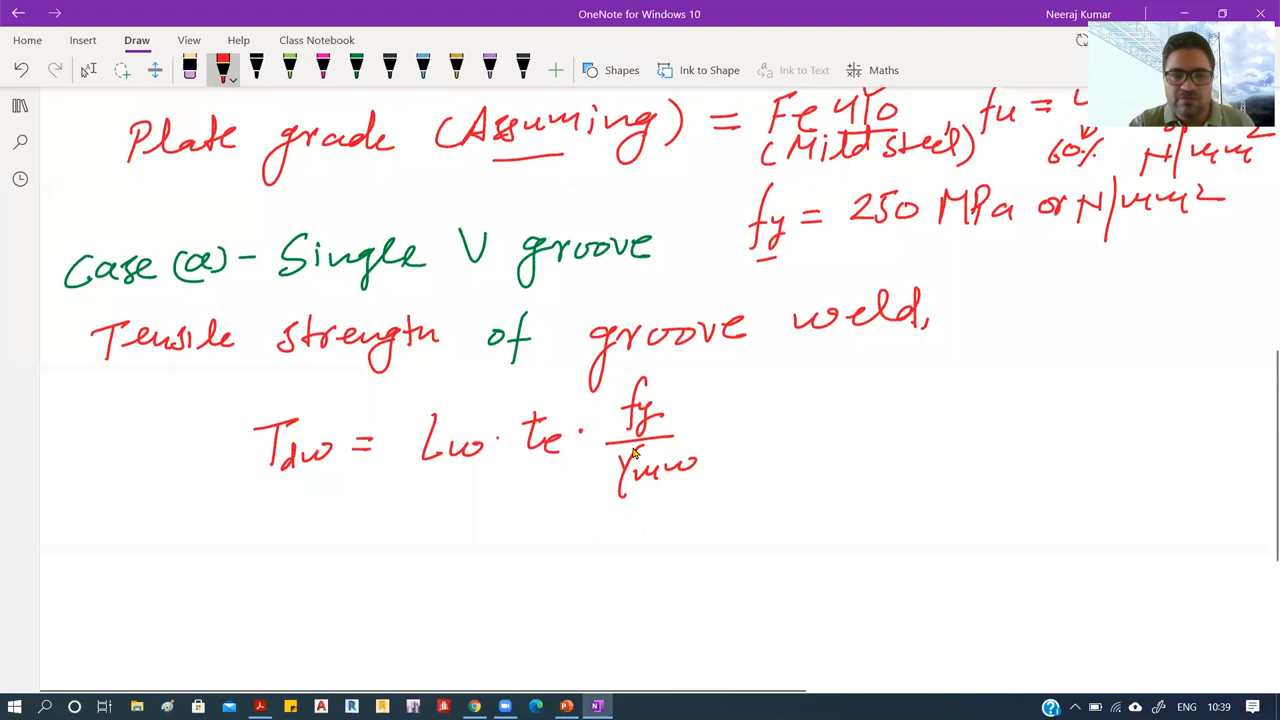 OneNote for Windows 10
Neeraj Kumar
Home Insert Draw View Help Class Notebook
Shapes Ink to Shape Ink to Text Maths
Plate grade (Assuming) = Fe 410 fu =
(Mild steel) 60% N/mm2
fy = 250 MPa or N/mm2
Case (a) - Single V groove
Tensile strength of groove weld,
Tdw = Lw . te . fy
γmw
ENG 10:39